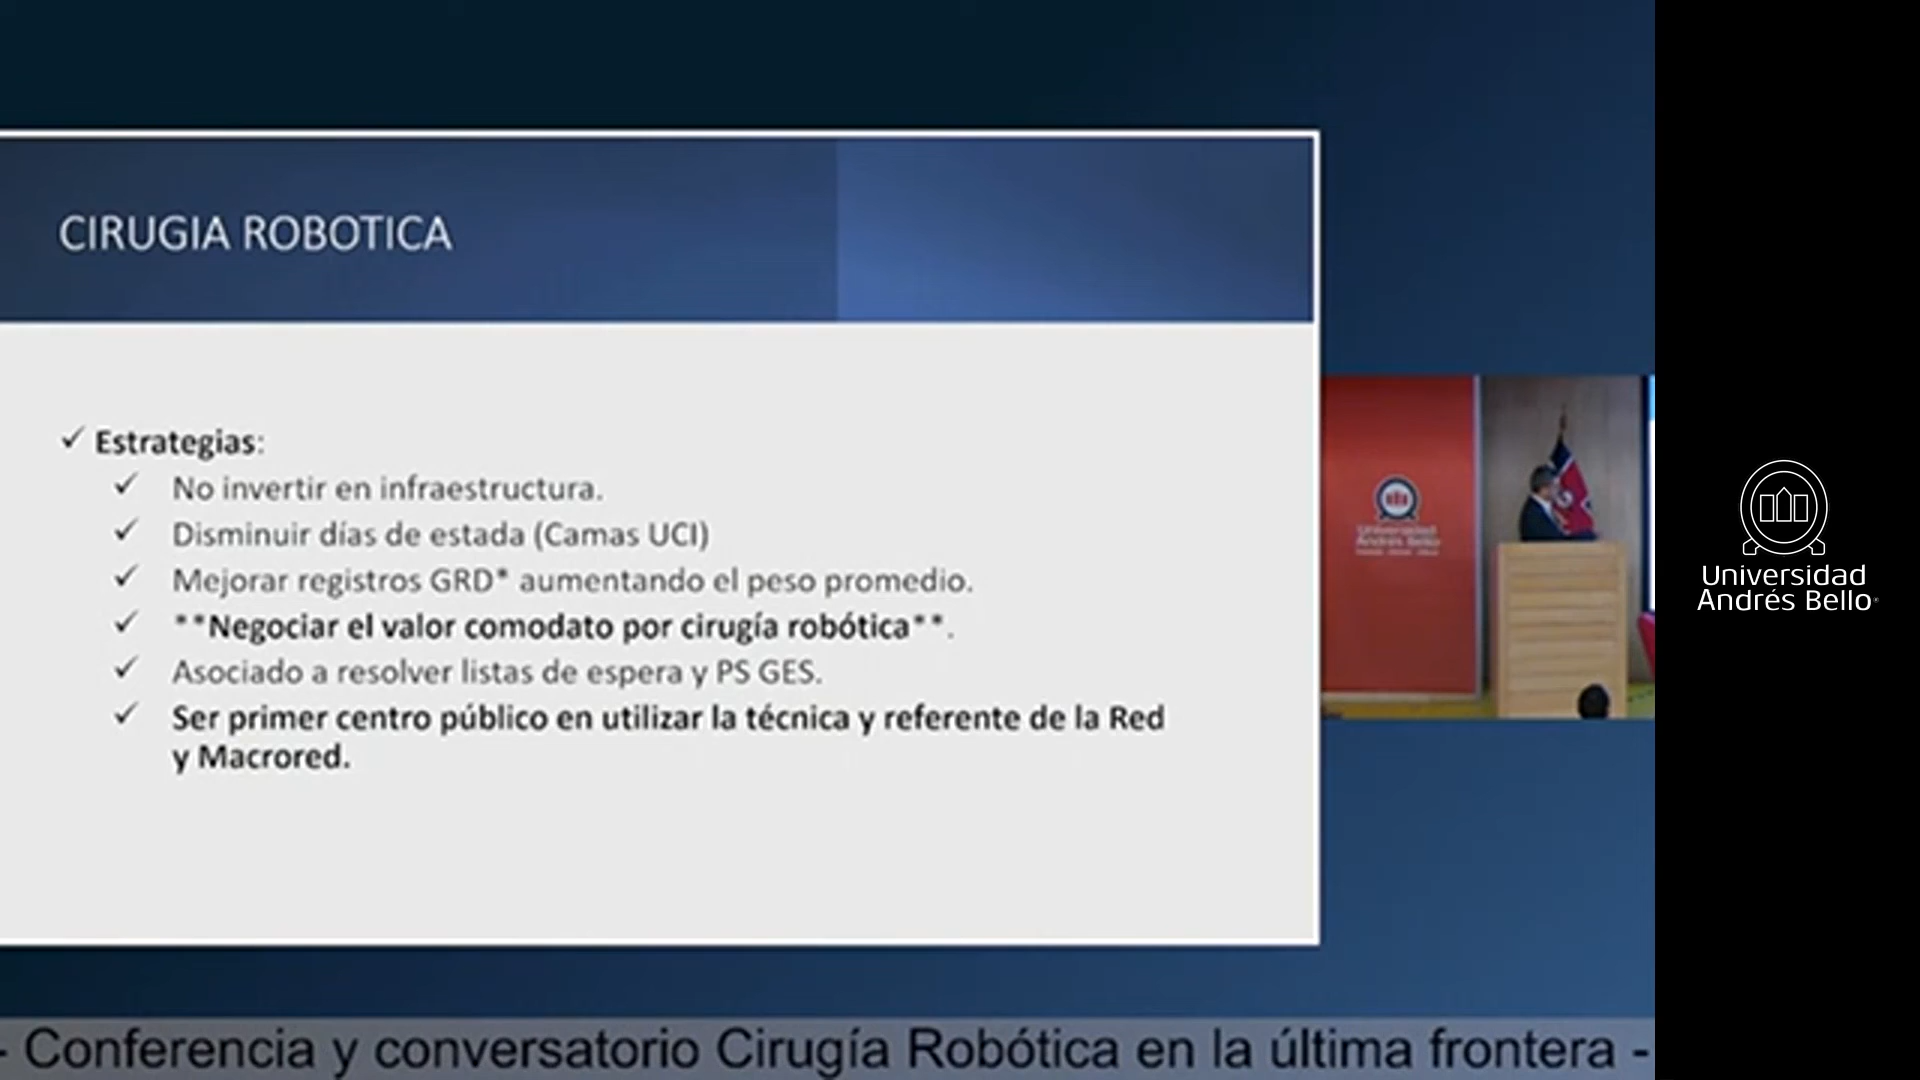 CIRUGIA ROBOTICA
Estrategias:
No invertir en infraestructura.
Disminuir días de estada (Camas UCI)
Mejorar registros GRD* aumentando el peso promedio.
**Negociar el valor comodato por cirugía robótica**.
Asociado a resolver listas de espera y PS GES.
Ser primer centro público en utilizar la técnica y referente de la Red
y Macrored.
Universidad
Andrés Bello
Universidad
Andrés Bello
- Conferencia y conversatorio Cirugía Robótica en la última frontera -